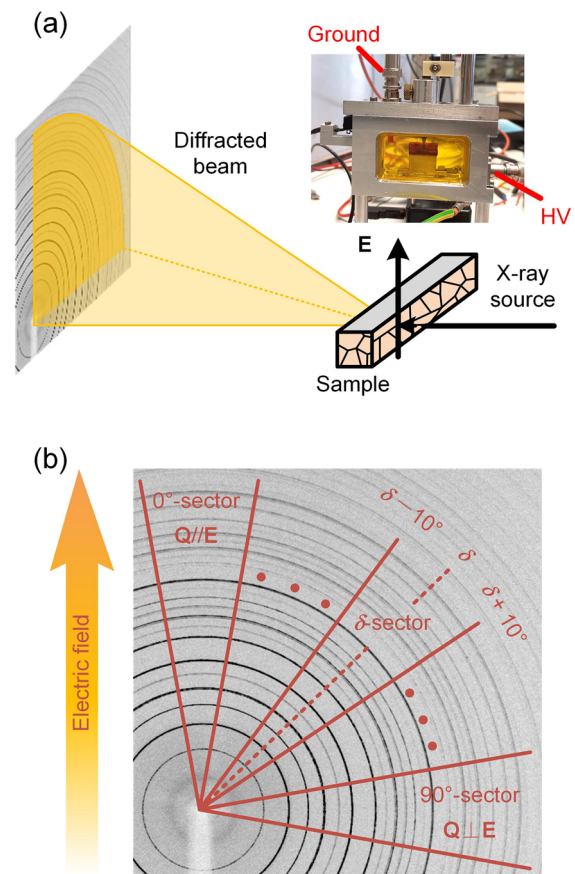 (a)
Ground
Diffracted
beam
HV
E
X-ray
source
Sample
(b)
0°-sector
Q//E
δ－10°
δ
δ+10°
δ-sector
Electric field
90°-sector
Q⊥E